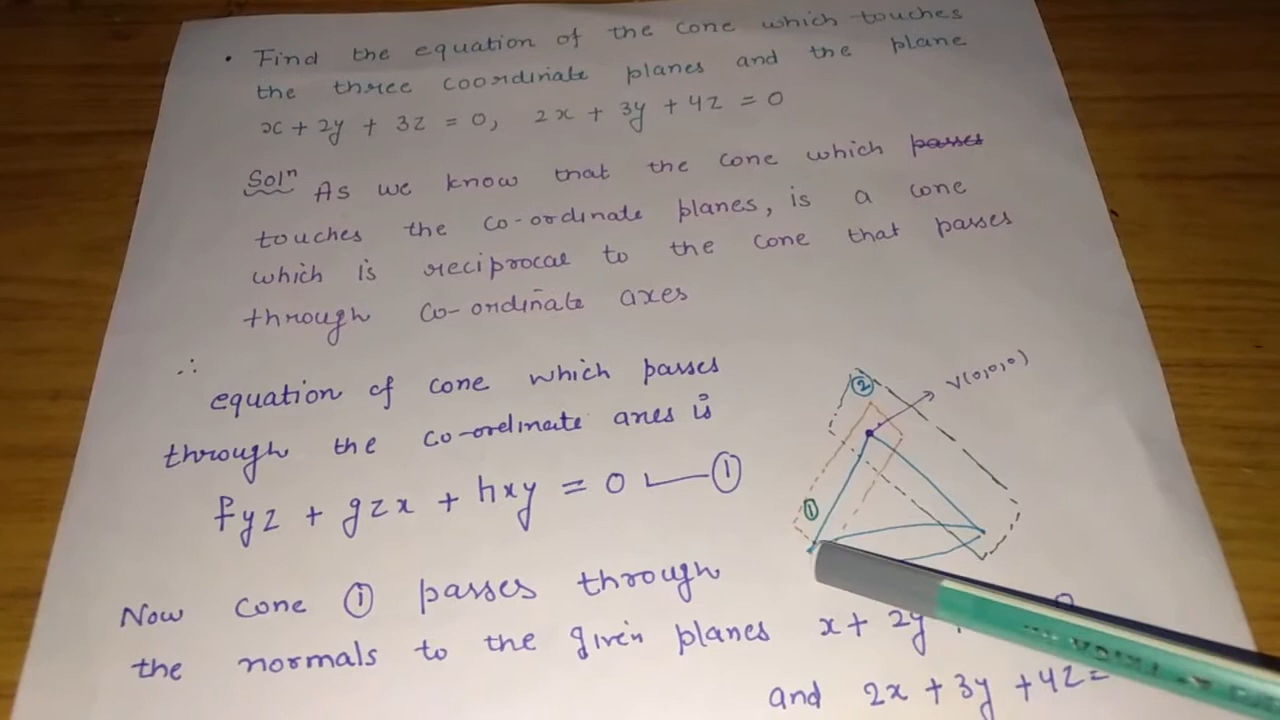 • Find the equation of the cone which touches
the three coordinate planes and the plane
x + 2y + 3z = 0, 2x + 3y + 4z = 0
Solⁿ As we know that the cone which passes
touches the co-ordinate planes, is a cone
which is reciprocal to the cone that passes
through co-ordinate axes
∴
equation of cone which passes
through the co-ordinate axes is
fyz + gzx + hxy = 0 — ①
② V(0,0,0)
①
Now cone ① passes through
the normals to the given planes x + 2y
and 2x + 3y + 4z =